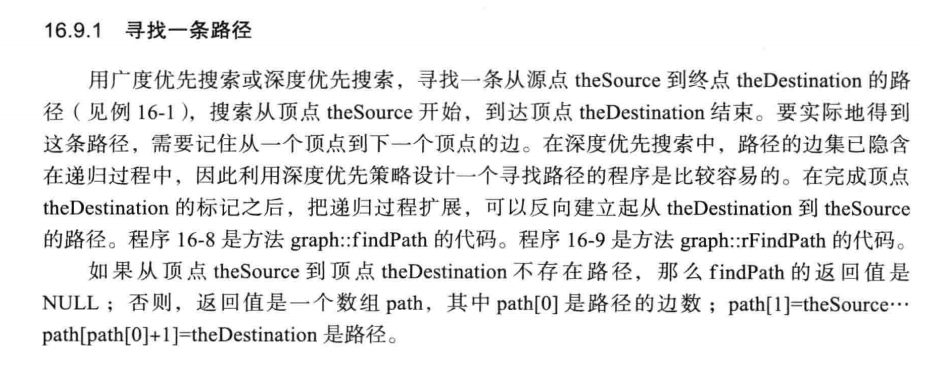 16.9.1 寻找一条路径
用广度优先搜索或深度优先搜索，寻找一条从源点 theSource 到终点 theDestination 的路
径（见例 16-1），搜索从顶点 theSource 开始，到达顶点 theDestination 结束。要实际地得到
这条路径，需要记住从一个顶点到下一个顶点的边。在深度优先搜索中，路径的边集已隐含
在递归过程中，因此利用深度优先策略设计一个寻找路径的程序是比较容易的。在完成顶点
theDestination 的标记之后，把递归过程扩展，可以反向建立起从 theDestination 到 theSource
的路径。程序 16-8 是方法 graph::findPath 的代码。程序 16-9 是方法 graph::rFindPath 的代码。
如果从顶点 theSource 到顶点 theDestination 不存在路径，那么 findPath 的返回值是
NULL；否则，返回值是一个数组 path，其中 path[0] 是路径的边数；path[1]=theSource…
path[path[0]+1]=theDestination 是路径。